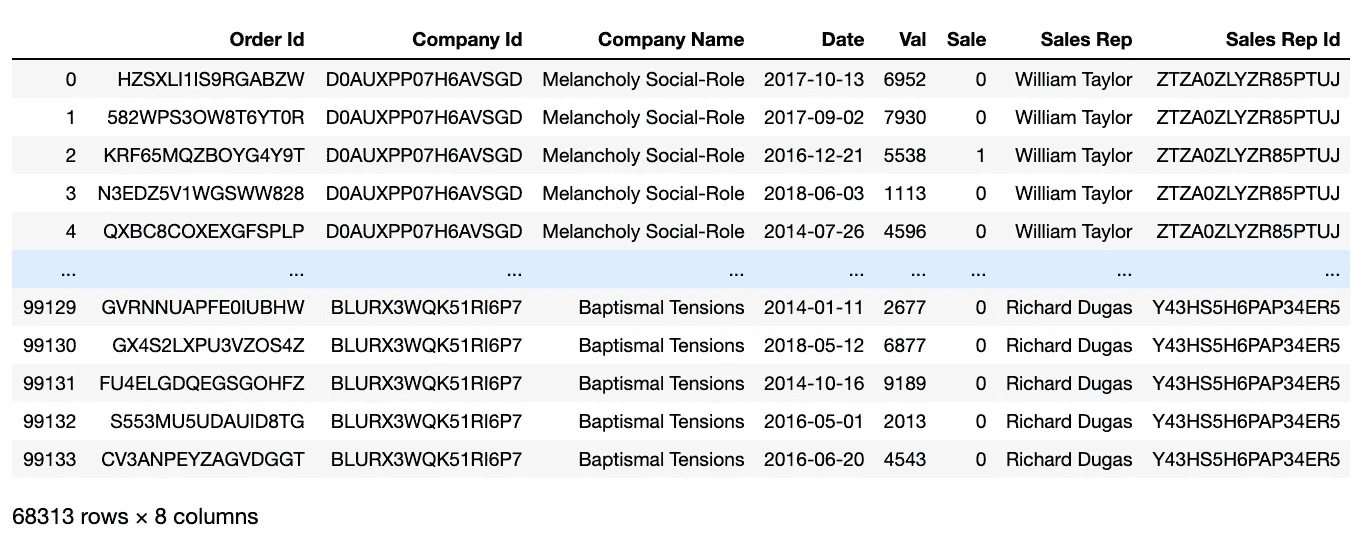 Order Id Company Id Company Name Date Val Sale Sales Rep Sales Rep Id
0 HZSXLI1IS9RGABZW D0AUXPP07H6AVSGD Melancholy Social-Role 2017-10-13 6952 0 William Taylor ZTZA0ZLYZR85PTUJ
1 582WPS3OW8T6YT0R D0AUXPP07H6AVSGD Melancholy Social-Role 2017-09-02 7930 0 William Taylor ZTZA0ZLYZR85PTUJ
2 KRF65MQZBOYG4Y9T D0AUXPP07H6AVSGD Melancholy Social-Role 2016-12-21 5538 1 William Taylor ZTZA0ZLYZR85PTUJ
3 N3EDZ5V1WGSWW828 D0AUXPP07H6AVSGD Melancholy Social-Role 2018-06-03 1113 0 William Taylor ZTZA0ZLYZR85PTUJ
4 QXBC8COXEXGFSPLP D0AUXPP07H6AVSGD Melancholy Social-Role 2014-07-26 4596 0 William Taylor ZTZA0ZLYZR85PTUJ
... ... ... ... ... ... ... ... ...
99129 GVRNNUAPFE0IUBHW BLURX3WQK51RI6P7 Baptismal Tensions 2014-01-11 2677 0 Richard Dugas Y43HS5H6PAP34ER5
99130 GX4S2LXPU3VZOS4Z BLURX3WQK51RI6P7 Baptismal Tensions 2018-05-12 6877 0 Richard Dugas Y43HS5H6PAP34ER5
99131 FU4ELGDQEGSGOHFZ BLURX3WQK51RI6P7 Baptismal Tensions 2014-10-16 9189 0 Richard Dugas Y43HS5H6PAP34ER5
99132 S553MU5UDAUID8TG BLURX3WQK51RI6P7 Baptismal Tensions 2016-05-01 2013 0 Richard Dugas Y43HS5H6PAP34ER5
99133 CV3ANPEYZAGVDGGT BLURX3WQK51RI6P7 Baptismal Tensions 2016-06-20 4543 0 Richard Dugas Y43HS5H6PAP34ER5
68313 rows × 8 columns